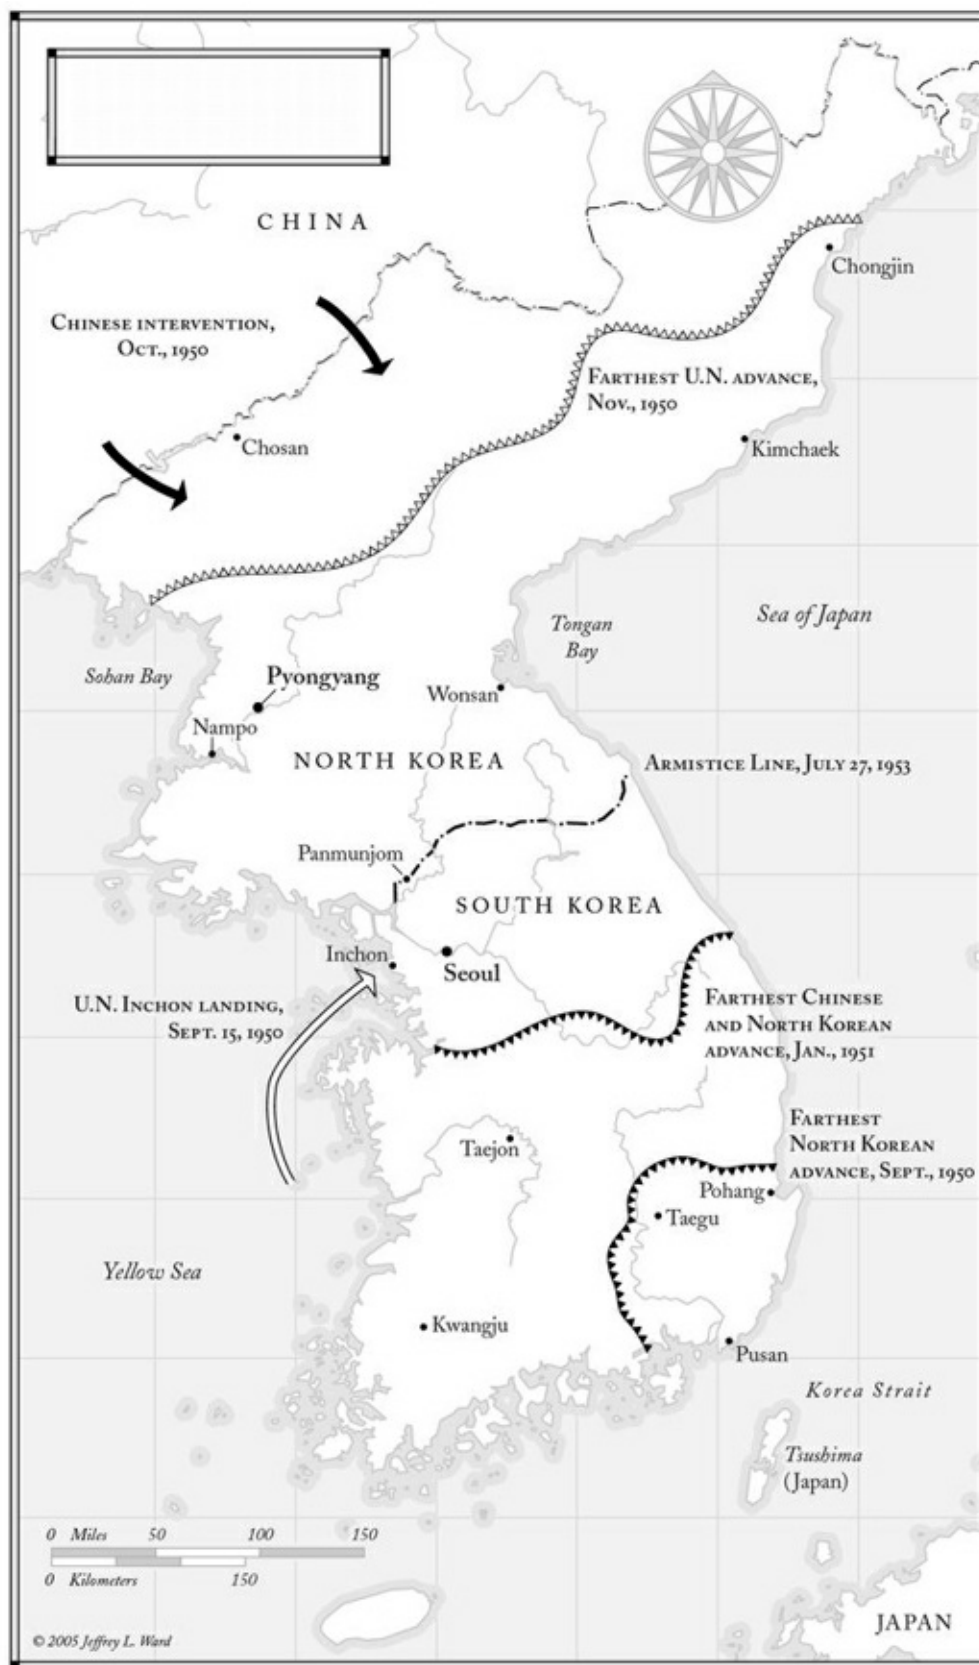 CHINA
CHINESE INTERVENTION,
OCT., 1950
Chongjin
FARTHEST U.N. ADVANCE,
NOV., 1950
Chosan
Kimchaek
Sea of Japan
Tongan
Bay
Sohan Bay
Pyongyang
Wonsan
Nampo
NORTH KOREA
ARMISTICE LINE, JULY 27, 1953
Panmunjom
SOUTH KOREA
Inchon
Seoul
U.N. INCHON LANDING,
SEPT. 15, 1950
FARTHEST CHINESE
AND NORTH KOREAN
ADVANCE, JAN., 1951
FARTHEST
NORTH KOREAN
ADVANCE, SEPT., 1950
Taejon
Pohang
Taegu
Yellow Sea
Kwangju
Pusan
Korea Strait
Tsushima
(Japan)
0 Miles 50 100 150
0 Kilometers 150
JAPAN
© 2005 Jeffrey L. Ward